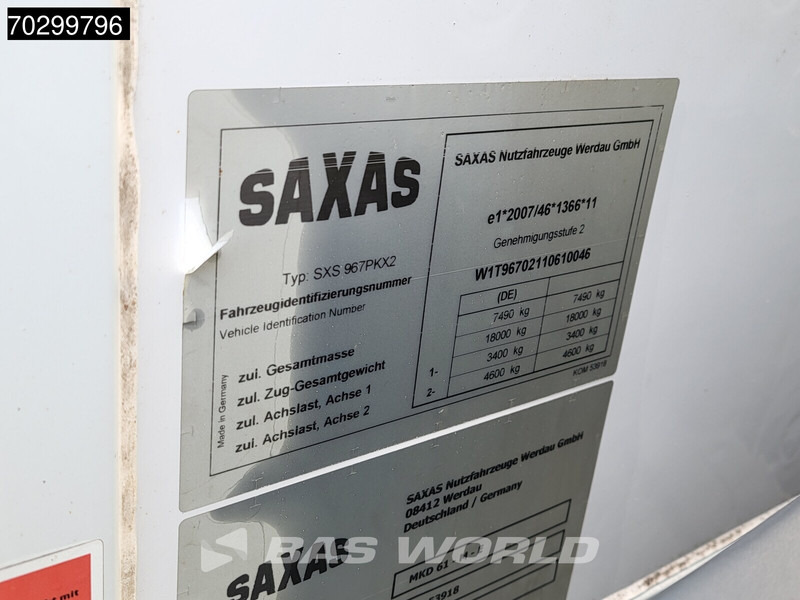 70299796
SAXAS
SAXAS Nutzfahrzeuge Werdau GmbH
e1*2007/46*1366*11
Genehmigungsstufe 2
Typ: SXS 967PKX2
W1T96702110610046
Fahrzeugidentifizierungsnummer
Vehicle Identification Number
(DE)
zul. Gesamtmasse 7490 kg 7490 kg
zul. Zug-Gesamtgewicht 18000 kg 18000 kg
zul. Achslast, Achse 1 1- 3400 kg 3400 kg
zul. Achslast, Achse 2 2- 4600 kg 4600 kg
Made in Germany
KOM 53918
SAXAS Nutzfahrzeuge Werdau GmbH
08412 Werdau
Deutschland / Germany
SAXAS
MKD 61
53918
BAS WORLD
mit